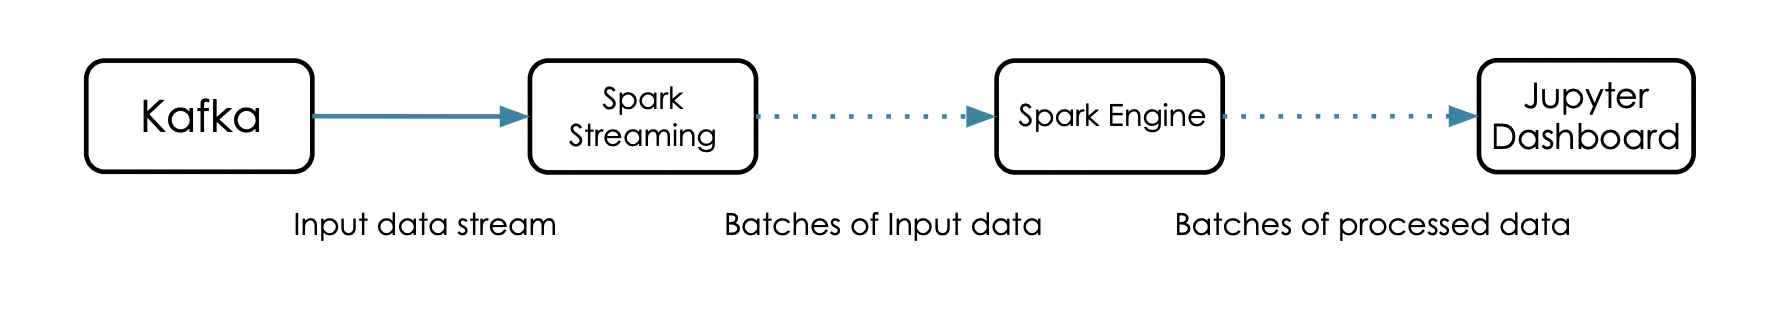 Kafka
Spark
Streaming
Spark Engine
Jupyter
Dashboard
Input data stream
Batches of Input data
Batches of processed data